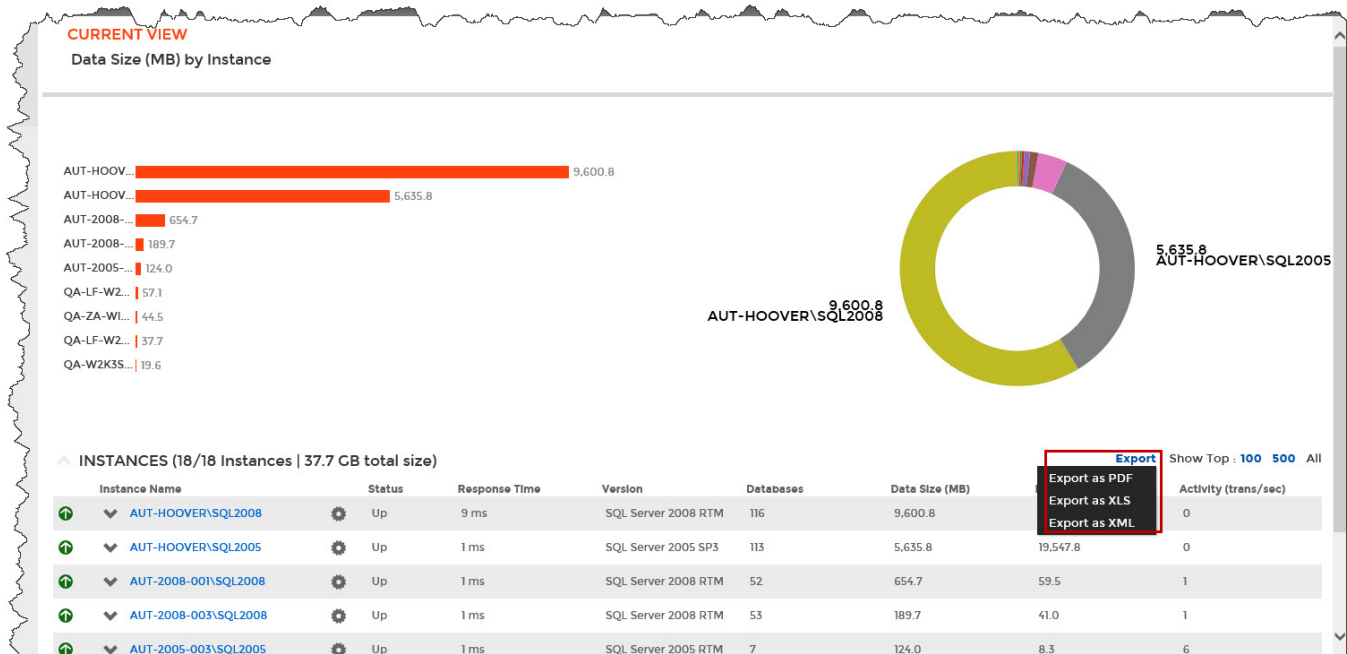 CURRENT VIEW
Data Size (MB) by Instance
AUT-HOOV... 9,600.8
AUT-HOOV... 5,635.8
AUT-2008-... 654.7
AUT-2008-... 189.7
AUT-2005-... 124.0
QA-LF-W2... 57.1
QA-ZA-WI... 44.5
QA-LF-W2... 37.7
QA-W2K3S... 19.6
5,635.8
AUT-HOOVER\SQL2005
9,600.8
AUT-HOOVER\SQL2008
INSTANCES (18/18 Instances | 37.7 GB total size) Export Show Top : 100 500 All
Export as PDF
Export as XLS
Export as XML
Instance Name Status Response Time Version Databases Data Size (MB) Activity (trans/sec)
AUT-HOOVER\SQL2008 Up 9 ms SQL Server 2008 RTM 116 9,600.8 0
AUT-HOOVER\SQL2005 Up 1 ms SQL Server 2005 SP3 113 5,635.8 19,547.8 0
AUT-2008-001\SQL2008 Up 1 ms SQL Server 2008 RTM 52 654.7 59.5 1
AUT-2008-003\SQL2008 Up 1 ms SQL Server 2008 RTM 53 189.7 41.0 1
AUT-2005-003\SQL2005 Up 1 ms SQL Server 2005 RTM 7 124.0 8.3 6